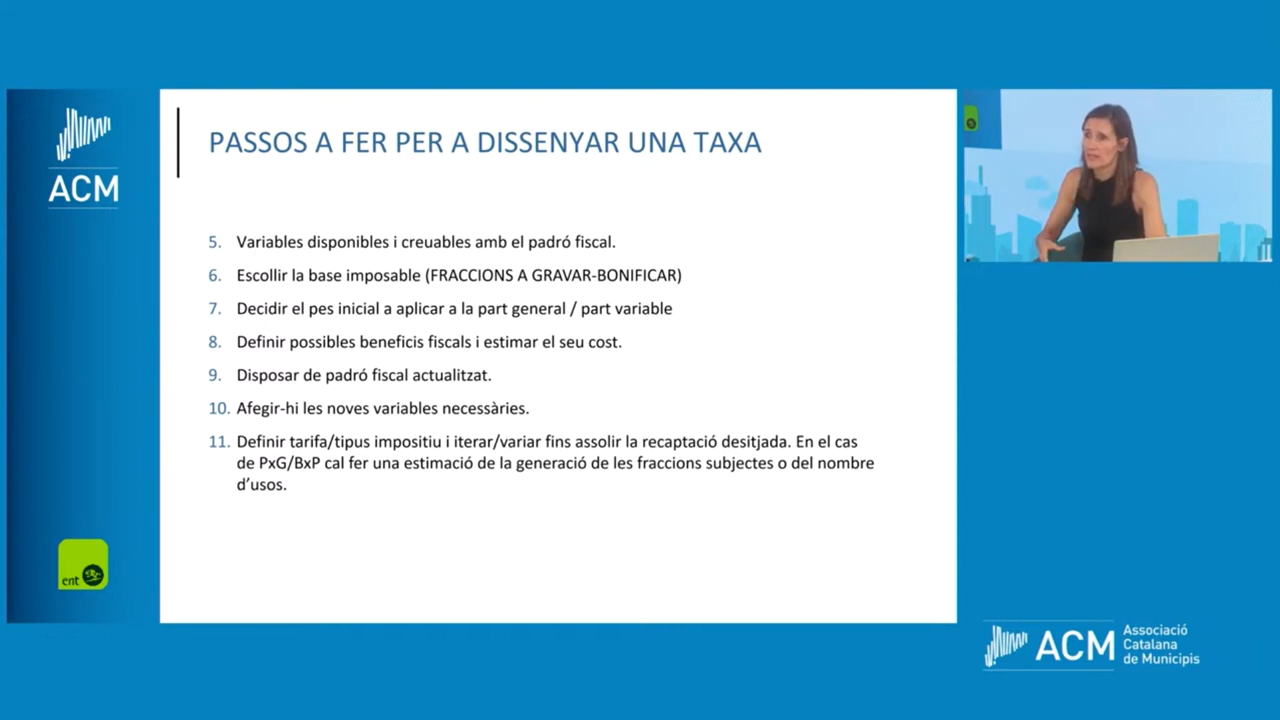 ACM
PASSOS A FER PER A DISSENYAR UNA TAXA
5. Variables disponibles i creuables amb el padró fiscal.
6. Escollir la base imposable (FRACCIONS A GRAVAR-BONIFICAR)
7. Decidir el pes inicial a aplicar a la part general / part variable
8. Definir possibles beneficis fiscals i estimar el seu cost.
9. Disposar de padró fiscal actualitzat.
10. Afegir-hi les noves variables necessàries.
11. Definir tarifa/tipus impositiu i iterar/variar fins assolir la recaptació desitjada. En el cas
de PxG/BxP cal fer una estimació de la generació de les fraccions subjectes o del nombre
d'usos.
ent
ACM
Associació
Catalana
de Municipis